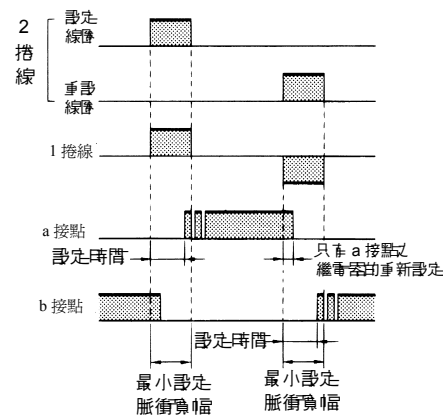 2
捲
線
設定
線圈
重設
線圈
1 捲線
a 接點
設定時間
只有 a 接點之
繼電器的重新設定
b 接點
設定時間
最小設定
脈衝負幅
最小設定
脈衝負幅